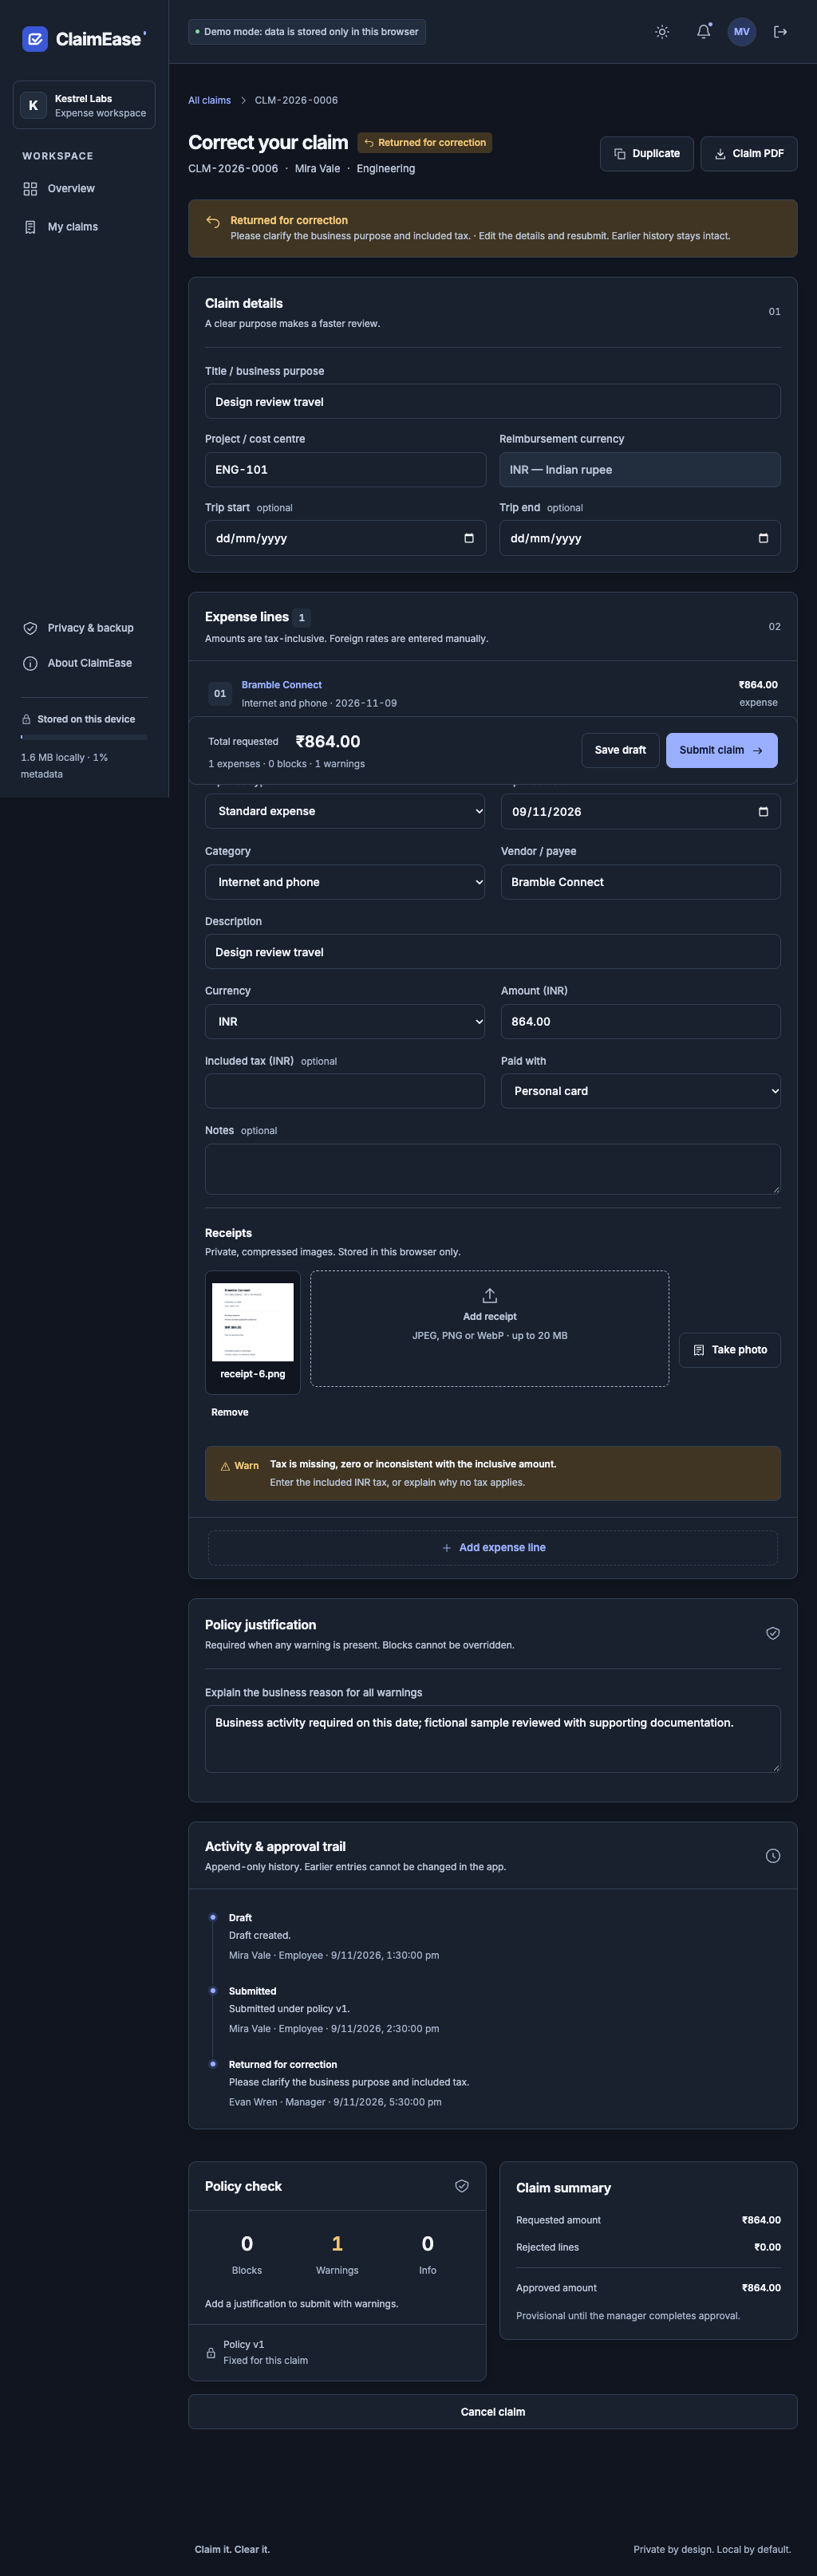 ClaimEase
Demo mode: data is stored only in this browser
MV
K
Kestrel Labs
Expense workspace
WORKSPACE
Overview
My claims
Privacy & backup
About ClaimEase
Stored on this device
1.6 MB locally · 1%
metadata
All claims
CLM-2026-0006
Correct your claim
Returned for correction
CLM-2026-0006 · Mira Vale · Engineering
Duplicate
Claim PDF
Returned for correction
Please clarify the business purpose and included tax. · Edit the details and resubmit. Earlier history stays intact.
Claim details
A clear purpose makes a faster review.
01
Title / business purpose
Design review travel
Project / cost centre
Reimbursement currency
ENG-101
INR — Indian rupee
Trip start optional
Trip end optional
dd/mm/yyyy
dd/mm/yyyy
Expense lines 1
Amounts are tax-inclusive. Foreign rates are entered manually.
02
01
Bramble Connect
Internet and phone · 2026-11-09
₹864.00
expense
Total requested ₹864.00
1 expenses · 0 blocks · 1 warnings
Save draft
Submit claim
Standard expense
09/11/2026
Category
Vendor / payee
Internet and phone
Bramble Connect
Description
Design review travel
Currency
Amount (INR)
INR
864.00
Included tax (INR) optional
Paid with
Personal card
Notes optional
Receipts
Private, compressed images. Stored in this browser only.
receipt-6.png
Remove
Add receipt
JPEG, PNG or WebP · up to 20 MB
Take photo
Warn
Tax is missing, zero or inconsistent with the inclusive amount.
Enter the included INR tax, or explain why no tax applies.
Add expense line
Policy justification
Required when any warning is present. Blocks cannot be overridden.
Explain the business reason for all warnings
Business activity required on this date; fictional sample reviewed with supporting documentation.
Activity & approval trail
Append-only history. Earlier entries cannot be changed in the app.
Draft
Draft created.
Mira Vale · Employee · 9/11/2026, 1:30:00 pm
Submitted
Submitted under policy v1.
Mira Vale · Employee · 9/11/2026, 2:30:00 pm
Returned for correction
Please clarify the business purpose and included tax.
Evan Wren · Manager · 9/11/2026, 5:30:00 pm
Policy check
0
1
0
Blocks
Warnings
Info
Add a justification to submit with warnings.
Policy v1
Fixed for this claim
Claim summary
Requested amount ₹864.00
Rejected lines ₹0.00
Approved amount ₹864.00
Provisional until the manager completes approval.
Cancel claim
Claim it. Clear it.
Private by design. Local by default.